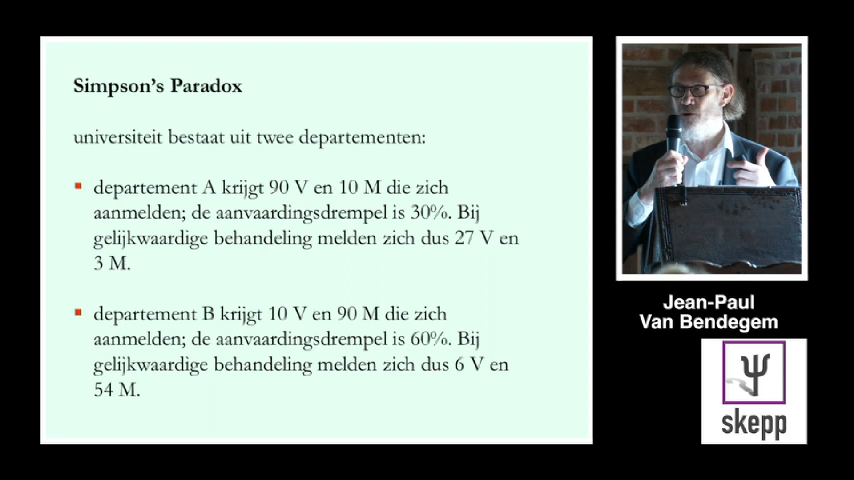 Simpson's Paradox
universiteit bestaat uit twee departementen:
departement A krijgt 90 V en 10 M die zich
aanmelden; de aanvaardingsdrempel is 30%. Bij
gelijkwaardige behandeling melden zich dus 27 V en
3 M.
departement B krijgt 10 V en 90 M die zich
aanmelden; de aanvaardingsdrempel is 60%. Bij
gelijkwaardige behandeling melden zich dus 6 V en
54 M.
Jean-Paul
Van Bendegem
Ψ
skepp